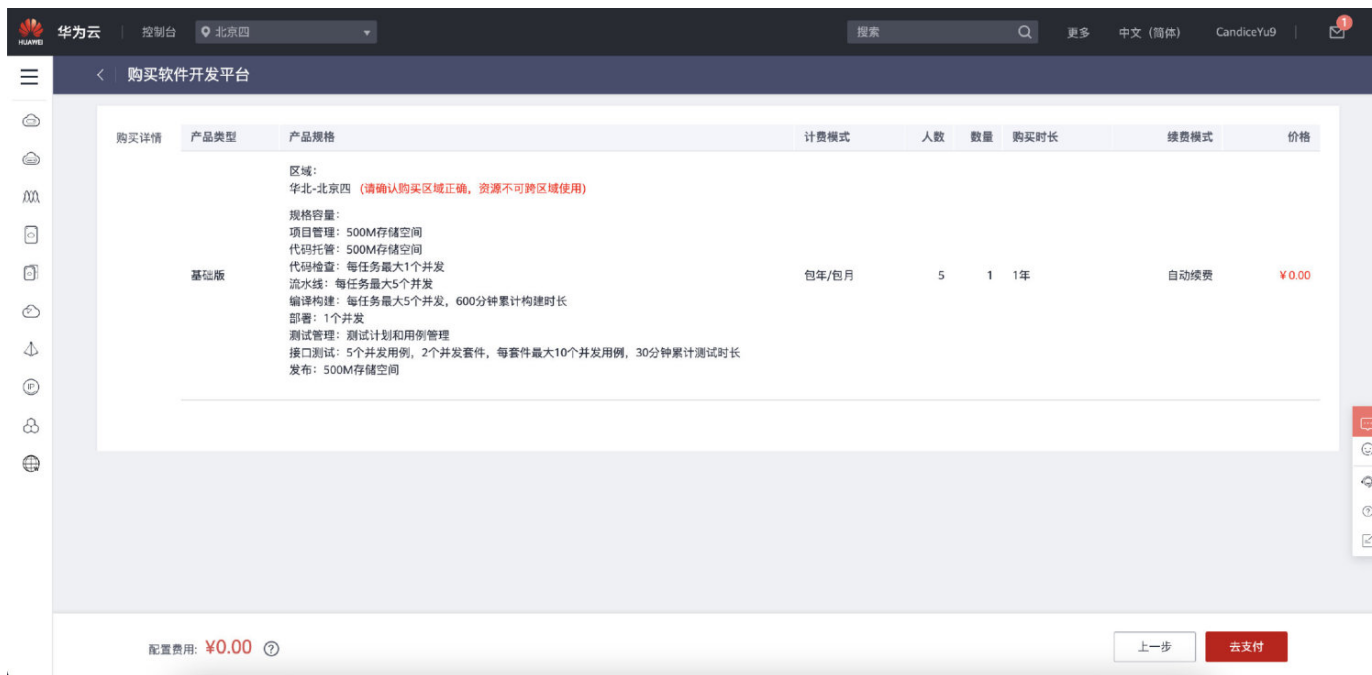 HUAWEI 华为云 控制台 北京四 搜索 更多 中文 (简体) CandiceYu9 1
购买软件开发平台
购买详情 产品类型 产品规格 计费模式 人数 数量 购买时长 续费模式 价格
区域:
华北-北京四 (请确认购买区域正确, 资源不可跨区域使用)
规格容量:
项目管理: 500M存储空间
代码托管: 500M存储空间
代码检查: 每任务最大1个并发
基础版 包年/包月 5 1 1年 自动续费 ¥0.00
流水线: 每任务最大5个并发
编译构建: 每任务最大5个并发, 600分钟累计构建时长
部署: 1个并发
测试管理: 测试计划和用例管理
接口测试: 5个并发用例, 2个并发套件, 每套件最大10个并发用例, 30分钟累计测试时长
发布: 500M存储空间
IP
配置费用: ¥0.00 ? 上一步 去支付